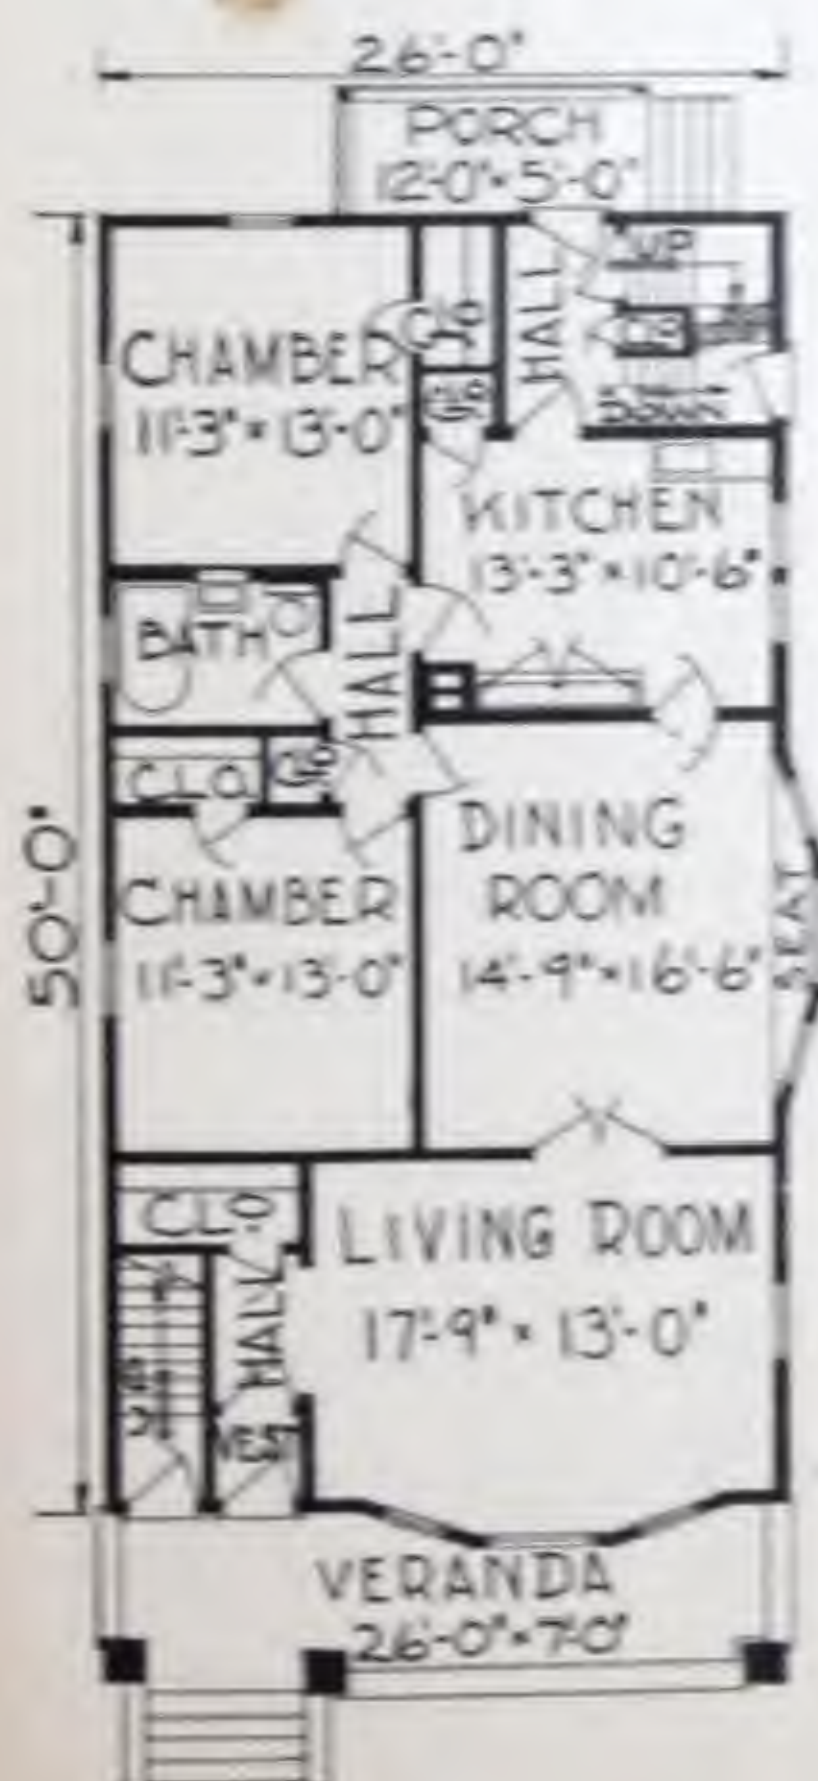 26'-0"
PORCH
12'-0" × 5'-0"
UP
HALL
CLO
CHAMBER
11'-3" × 13'-0"
CLO
DOWN
KITCHEN
13'-3" × 10'-6"
BATH
HALL
CLO.
CLO
DINING
ROOM
14'-9" × 16'-6"
SEAT
50'-0"
CHAMBER
11'-3" × 13'-0"
CLO
LIVING ROOM
17'-9" × 13'-0"
HALL
UP
VEST
VERANDA
26'-0" × 7'-0"